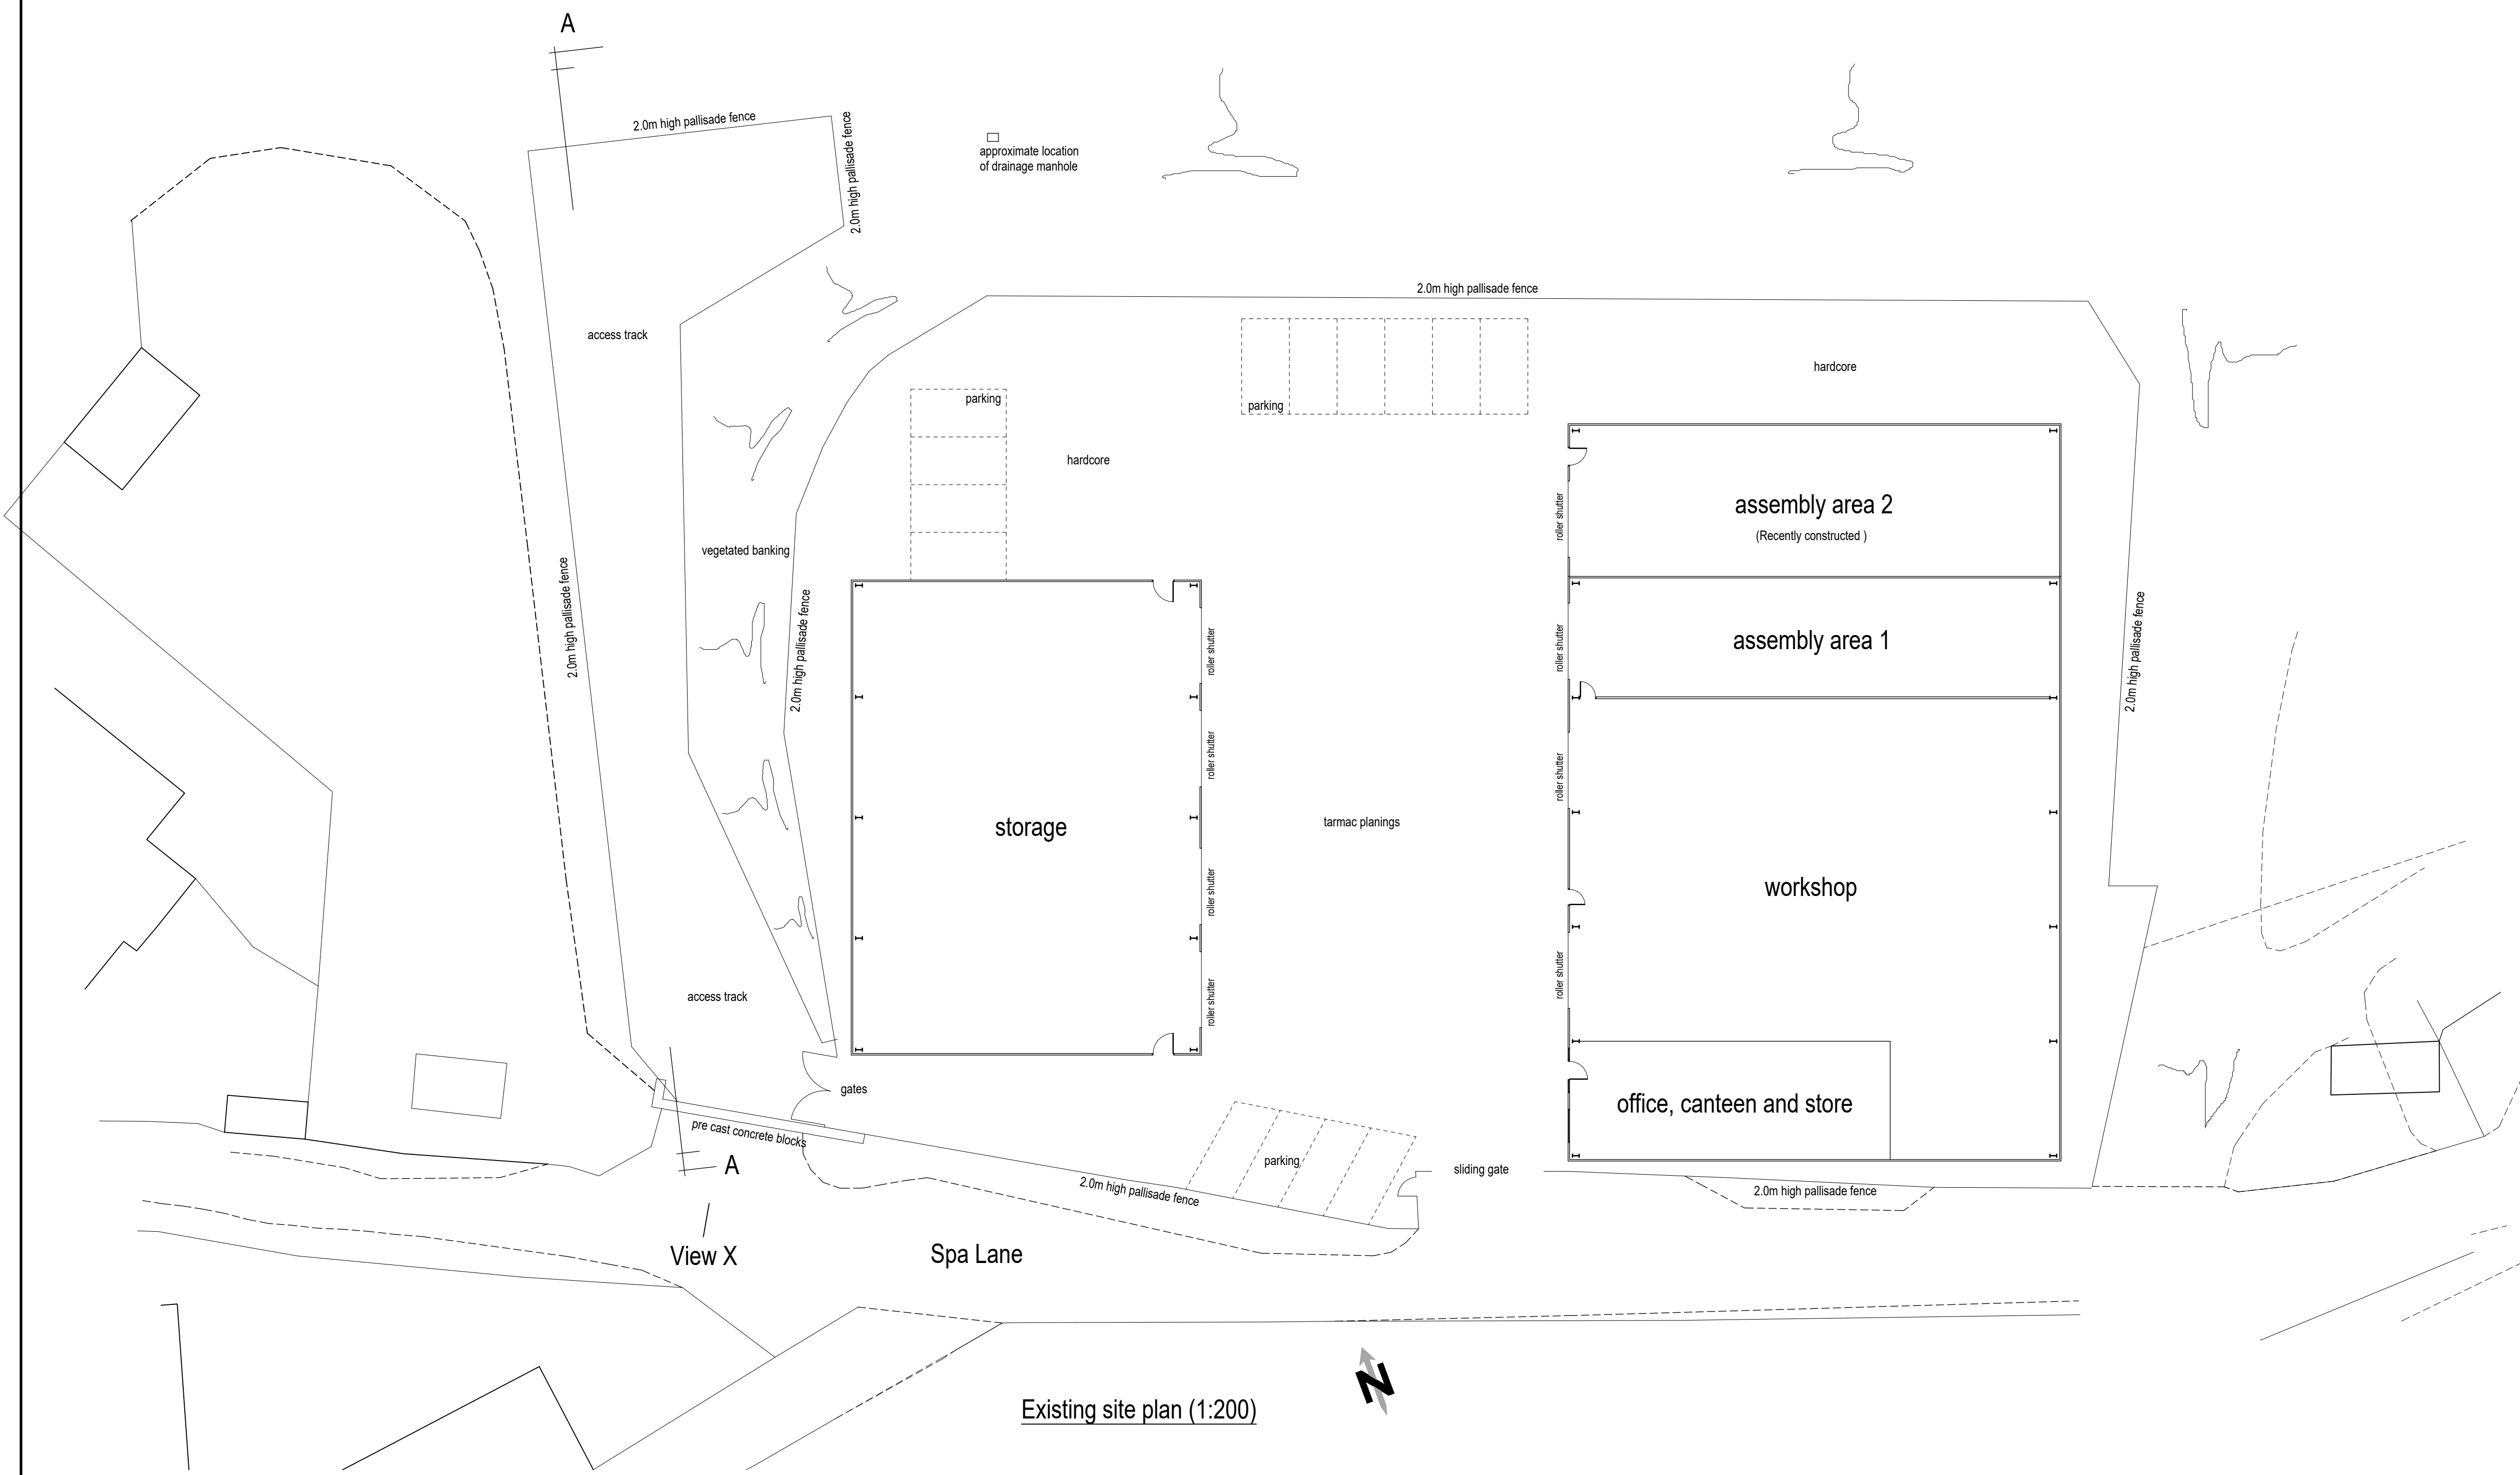 A
2.0m high pallisade fence
2.0m high pallisade fence
approximate location
of drainage manhole
2.0m high pallisade fence
access track
hardcore
parking
parking
hardcore
assembly area 2
(Recently constructed )
roller shutter
vegetated banking
2.0m high pallisade fence
2.0m high pallisade fence
roller shutter
roller shutter
assembly area 1
2.0m high pallisade fence
roller shutter
roller shutter
storage
tarmac planings
workshop
roller shutter
roller shutter
access track
roller shutter
gates
office, canteen and store
pre cast concrete blocks
A
parking
sliding gate
2.0m high pallisade fence
2.0m high pallisade fence
View X
Spa Lane
N
Existing site plan (1:200)